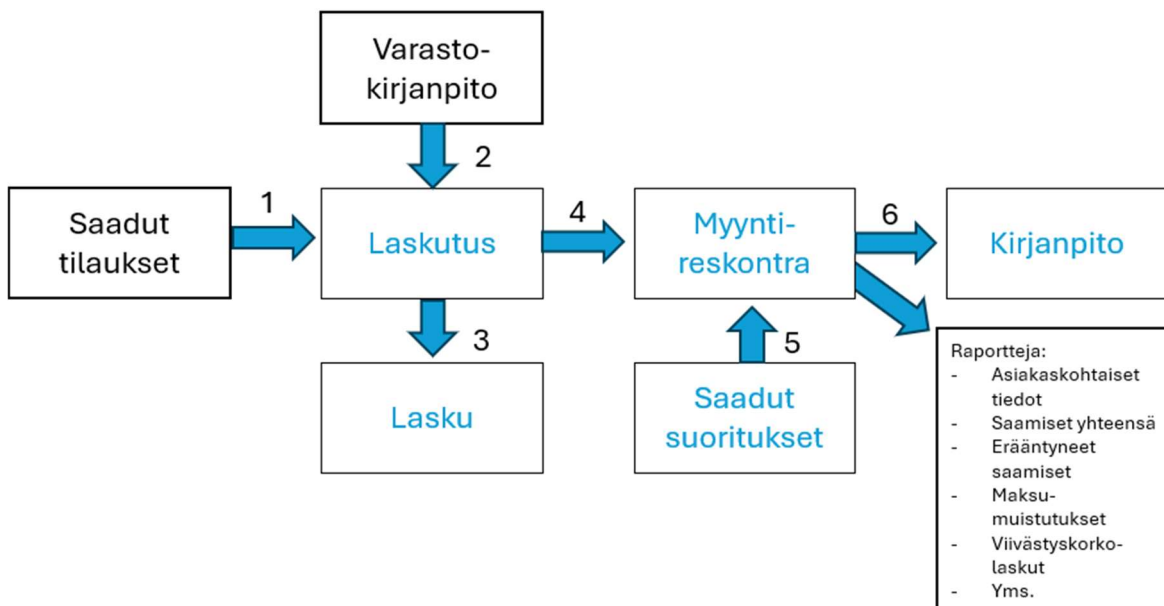 Varasto-
kirjanpito
2
1
Saadut
tilaukset
Laskutus
4
Myynti-
reskontra
6
Kirjanpito
3
5
Lasku
Saadut
suoritukset
Raportteja:
- Asiakaskohtaiset
tiedot
- Saamiset yhteensä
- Erääntyneet
saamiset
- Maksu-
muistutukset
- Viivästyskorko-
laskut
- Yms.